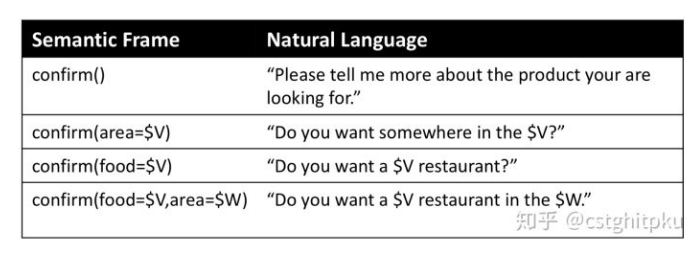 Semantic Frame Natural Language
confirm() "Please tell me more about the product your are
looking for."
confirm(area=$V) "Do you want somewhere in the $V?"
confirm(food=$V) "Do you want a $V restaurant?"
confirm(food=$V,area=$W) "Do you want a $V restaurant in the $W."
知乎 @cstghitpku